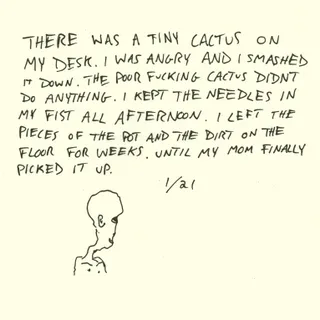 THERE WAS A TINY CACTUS ON
MY DESK. I WAS ANGRY AND I SMASHED
IT DOWN. THE POOR FUCKING CACTUS DIDNT
DO ANYTHING. I KEPT THE NEEDLES IN
MY FIST ALL AFTERNOON. I LEFT THE
PIECES OF THE POT AND THE DIRT ON THE
FLOOR FOR WEEKS. UNTIL MY MOM FINALLY
PICKED IT UP.
1/21